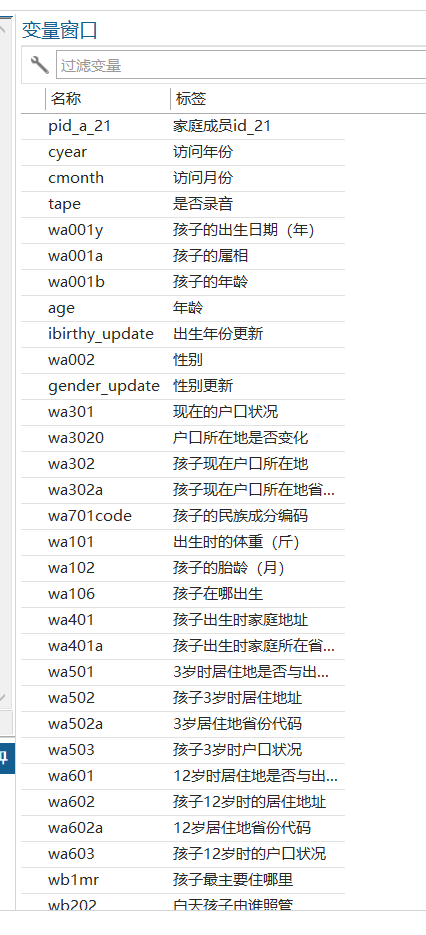 变量窗口
过滤变量
名称 标签
pid_a_21 家庭成员id_21
cyear 访问年份
cmonth 访问月份
tape 是否录音
wa001y 孩子的出生日期（年）
wa001a 孩子的属相
wa001b 孩子的年龄
age 年龄
ibirthy_update 出生年份更新
wa002 性别
gender_update 性别更新
wa301 现在的户口状况
wa3020 户口所在地是否变化
wa302 孩子现在户口所在地
wa302a 孩子现在户口所在地省...
wa701code 孩子的民族成分编码
wa101 出生时的体重（斤）
wa102 孩子的胎龄（月）
wa106 孩子在哪出生
wa401 孩子出生时家庭地址
wa401a 孩子出生时家庭所在省...
wa501 3岁时居住地是否与出...
wa502 孩子3岁时居住地址
wa502a 3岁居住地省份代码
wa503 孩子3岁时户口状况
wa601 12岁时居住地是否与出...
wa602 孩子12岁时的居住地址
wa602a 12岁居住地省份代码
wa603 孩子12岁时的户口状况
wb1mr 孩子最主要住哪里
wb202 白天孩子由谁照管